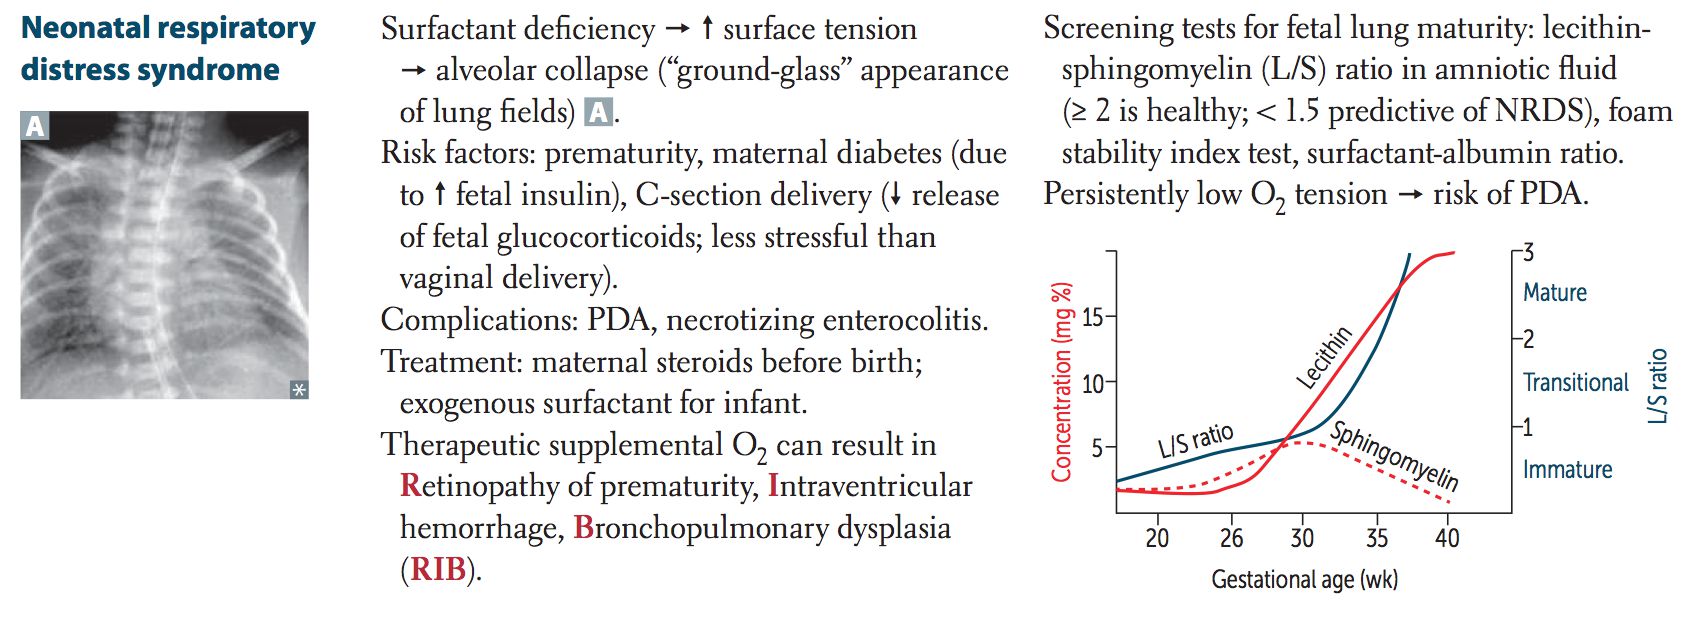 Neonatal respiratory
distress syndrome
A
*
Surfactant deficiency → ↑ surface tension
→ alveolar collapse (“ground-glass” appearance
of lung fields) A.
Risk factors: prematurity, maternal diabetes (due
to ↑ fetal insulin), C-section delivery (↓ release
of fetal glucocorticoids; less stressful than
vaginal delivery).
Complications: PDA, necrotizing enterocolitis.
Treatment: maternal steroids before birth;
exogenous surfactant for infant.
Therapeutic supplemental O₂ can result in
Retinopathy of prematurity, Intraventricular
hemorrhage, Bronchopulmonary dysplasia
(RIB).
Screening tests for fetal lung maturity: lecithin-
sphingomyelin (L/S) ratio in amniotic fluid
(≥ 2 is healthy; < 1.5 predictive of NRDS), foam
stability index test, surfactant-albumin ratio.
Persistently low O₂ tension → risk of PDA.
Concentration (mg %)
15
10
5
L/S ratio
Lecithin
Sphingomyelin
3
Mature
2
Transitional
1
Immature
L/S ratio
20 26 30 35 40
Gestational age (wk)